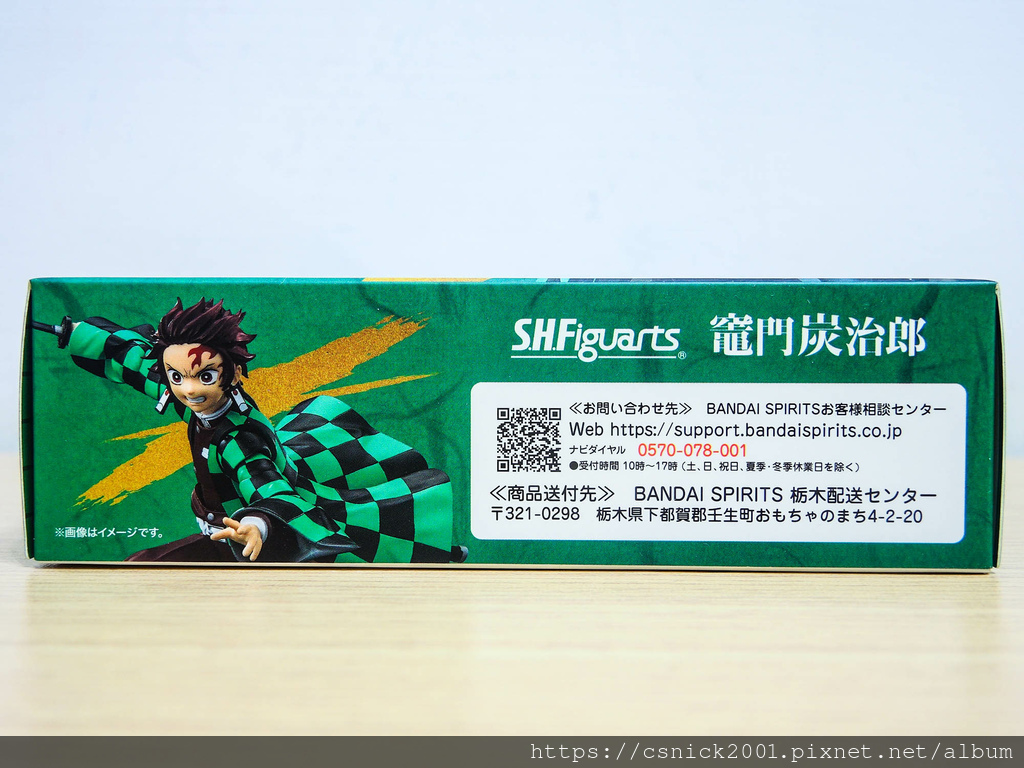 S.H.Figuarts® 竈門炭治郎
≪お問い合わせ先≫ BANDAI SPIRITSお客様相談センター
Web https://support.bandaispirits.co.jp
ナビダイヤル 0570-078-001
●受付時間 10時~17時(土、日、祝日、夏季・冬季休業日を除く)
≪商品送付先≫ BANDAI SPIRITS 栃木配送センター
〒321-0298 栃木県下都賀郡壬生町おもちゃのまち4-2-20
※画像はイメージです。
https://csnick2001.pixnet.net/album